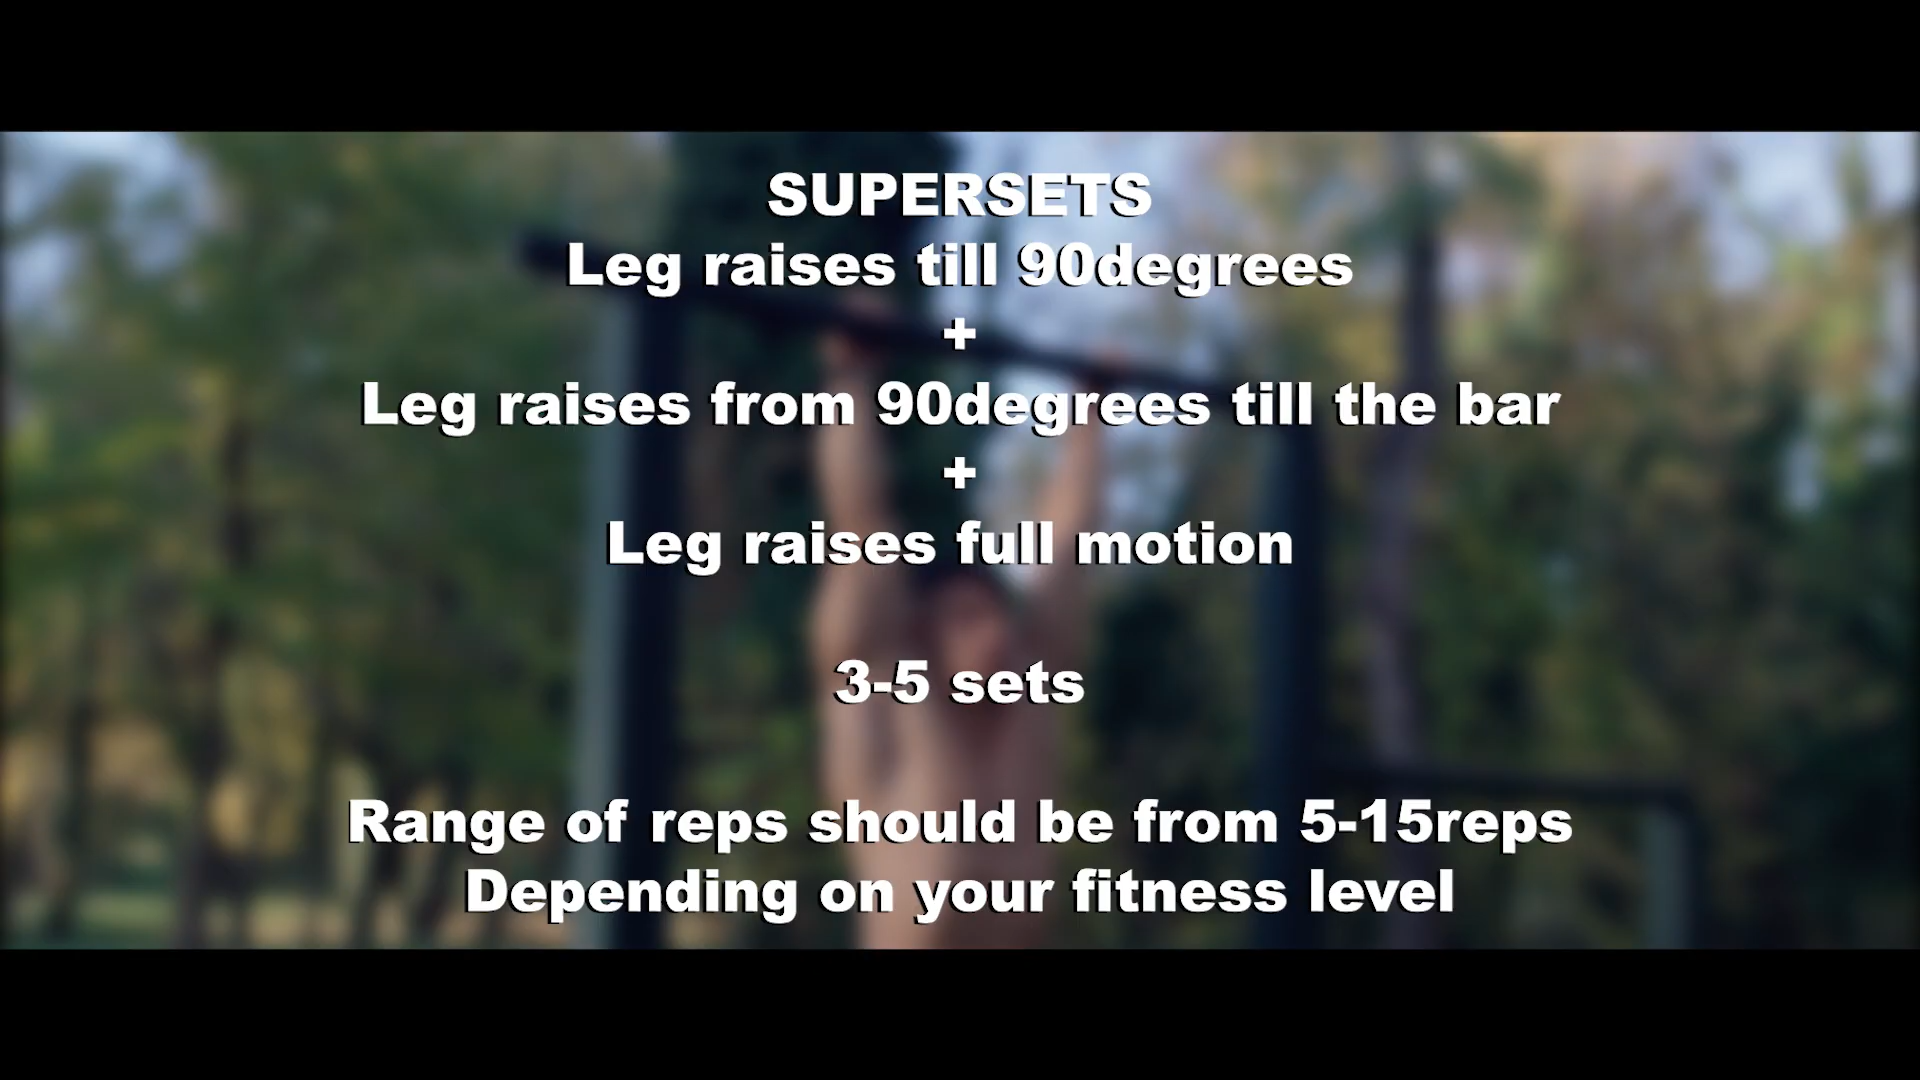 SUPERSETS
Leg raises till 90degrees
+
Leg raises from 90degrees till the bar
+
Leg raises full motion
3-5 sets
Range of reps should be from 5-15reps
Depending on your fitness level